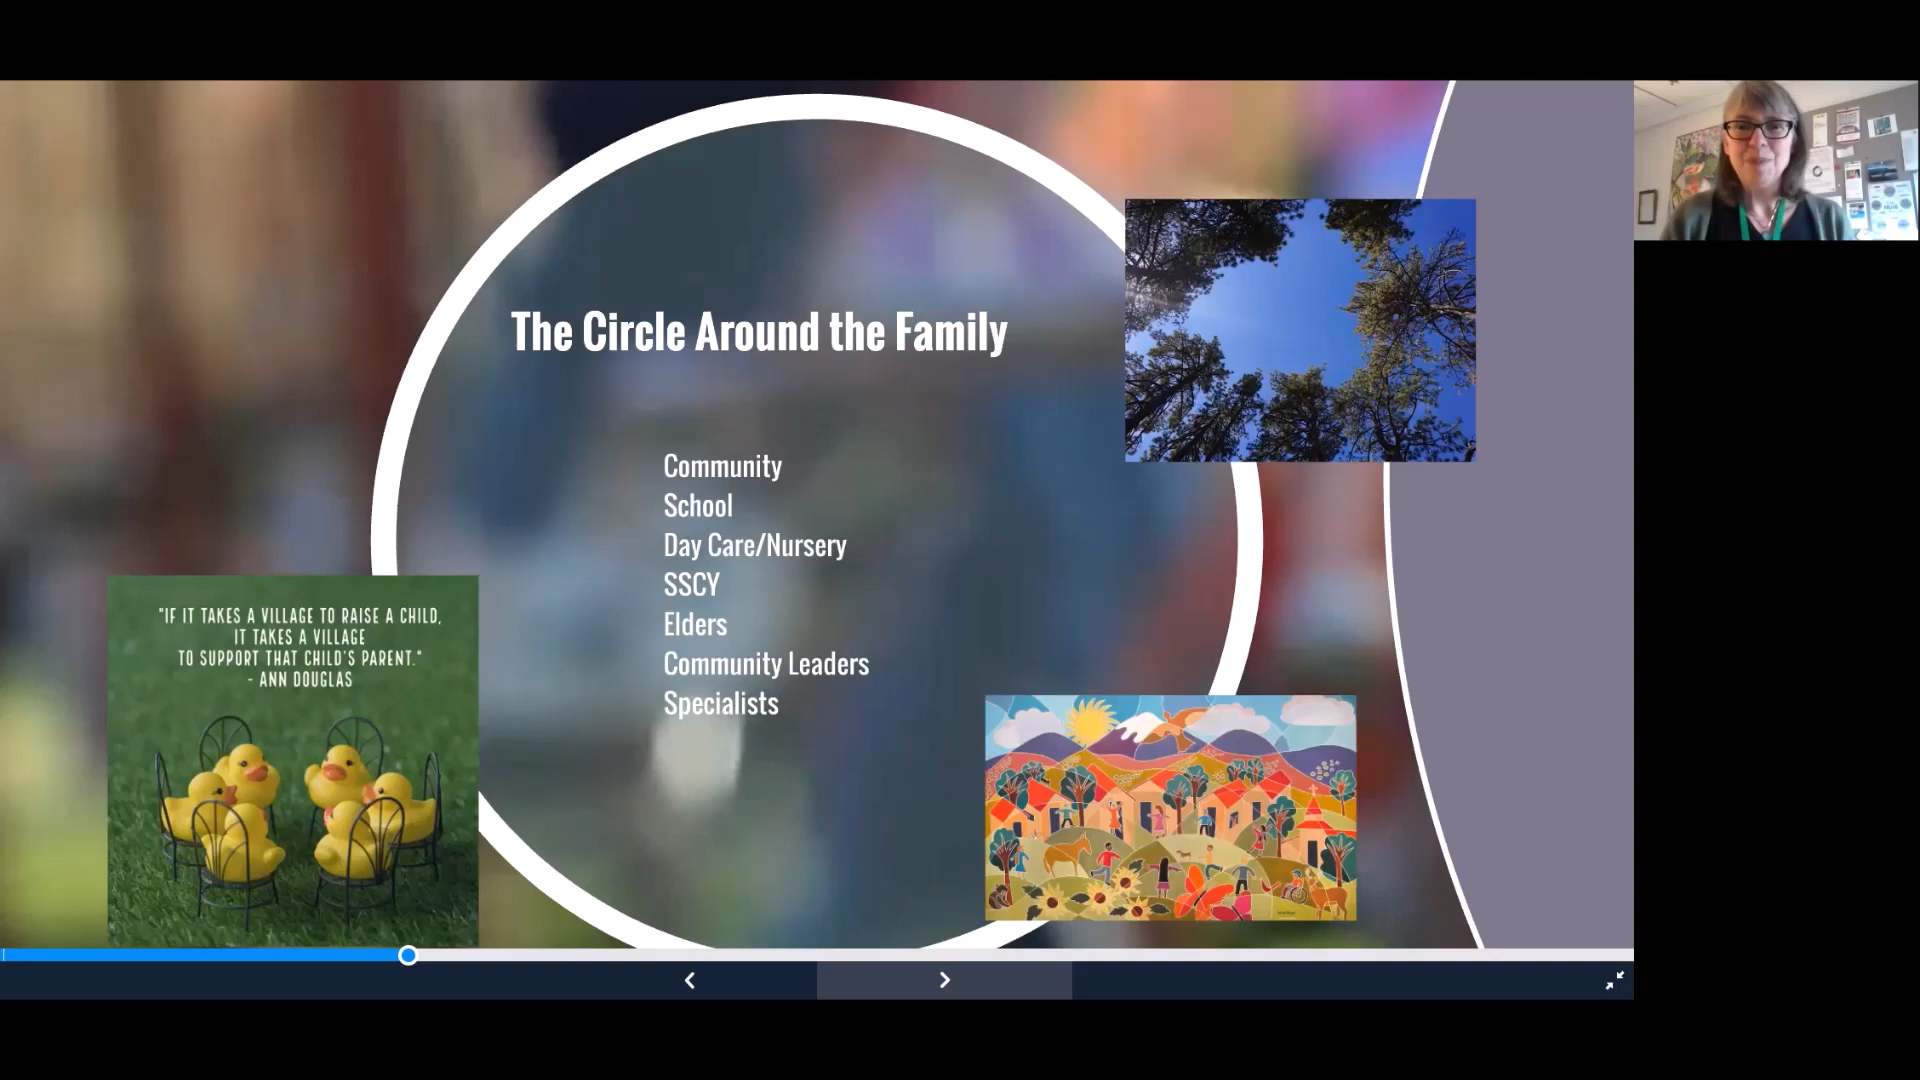 The Circle Around the Family
Community
School
Day Care/Nursery
SSCY
Elders
Community Leaders
Specialists
"IF IT TAKES A VILLAGE TO RAISE A CHILD,
IT TAKES A VILLAGE
TO SUPPORT THAT CHILD'S PARENT."
- ANN DOUGLAS